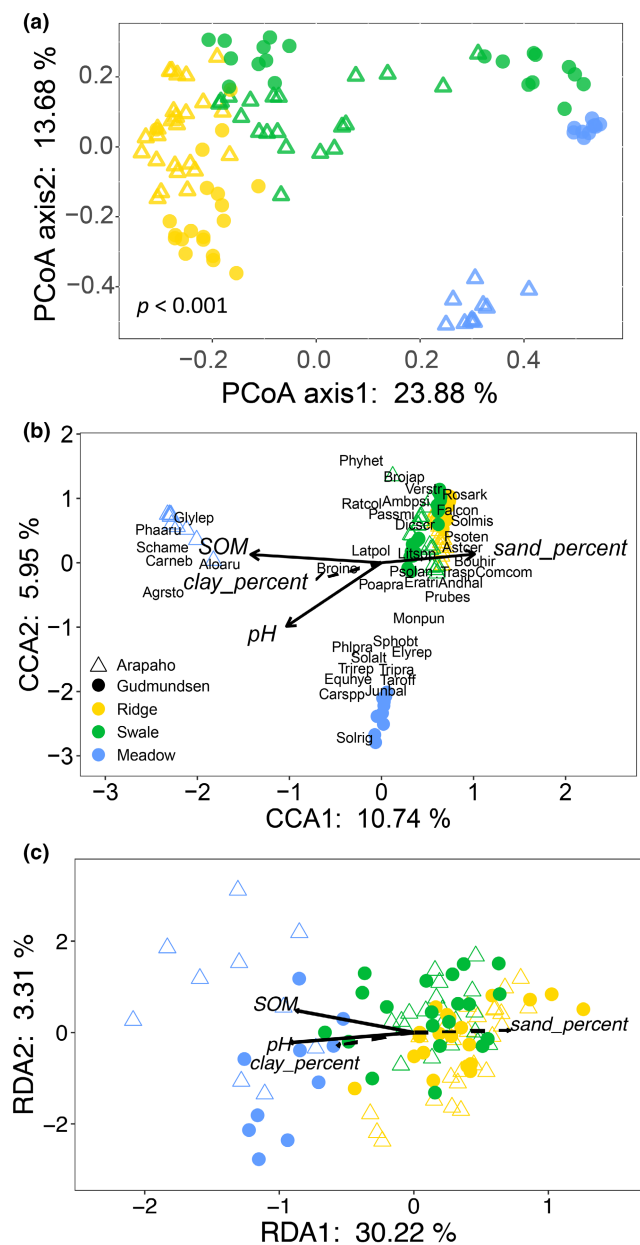 (a)
PCoA axis2:  13.68 %
0.2
0.0
−0.2
−0.4
p < 0.001
−0.2
0.0
0.2
0.4
PCoA axis1:  23.88 %
(b)
CCA2:  5.95 %
2
1
0
−1
−2
−3
Phyhet
Brojap
Verstr
Rosark
Ratcol
Ambpsi
Passmi
Falcon
Solmis
Glylep
Phaaru
Dicscr
Psoten
Schame
SOM
Latpol
Litspp
Astcer
sand_percent
Carneb
Aloaru
Broine
Bouhir
clay_percent
Psolan
Trasp
Comcom
Agrsto
Poapra
Eratri
Andhal
Prubes
pH
Monpun
Sphobt
Phlpra
Elyrep
Solalt
Trirep
Tripra
Equhye
Taroff
Carspp
Junbal
Solrig
Arapaho
Gudmundsen
Ridge
Swale
Meadow
−3
−2
−1
0
1
2
CCA1:  10.74 %
(c)
RDA2:  3.31 %
2
0
−2
SOM
sand_percent
pH
clay_percent
−2
−1
0
1
RDA1:  30.22 %